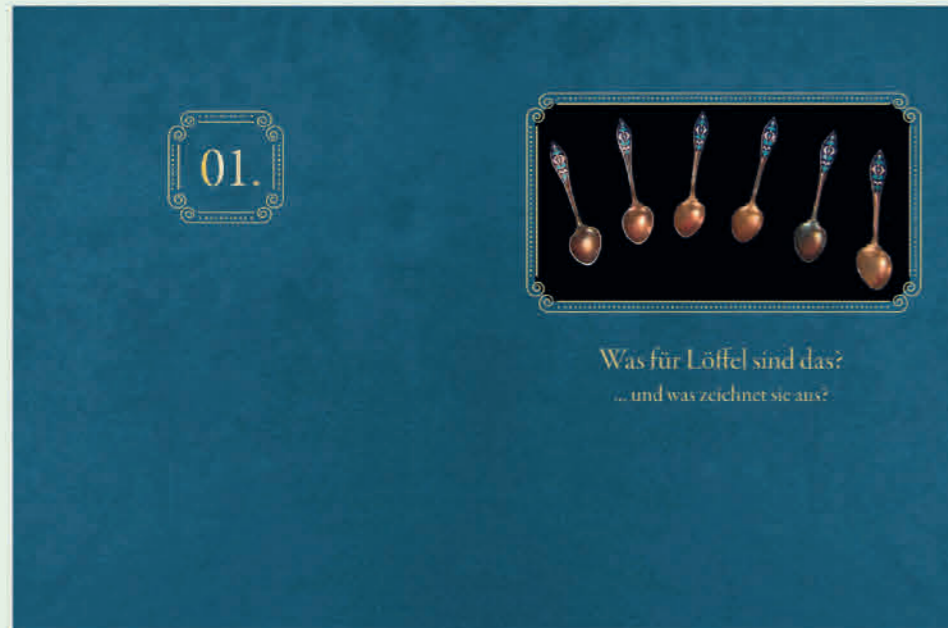 01.
Was für Löffel sind das?
... und was zeichnet sie aus?